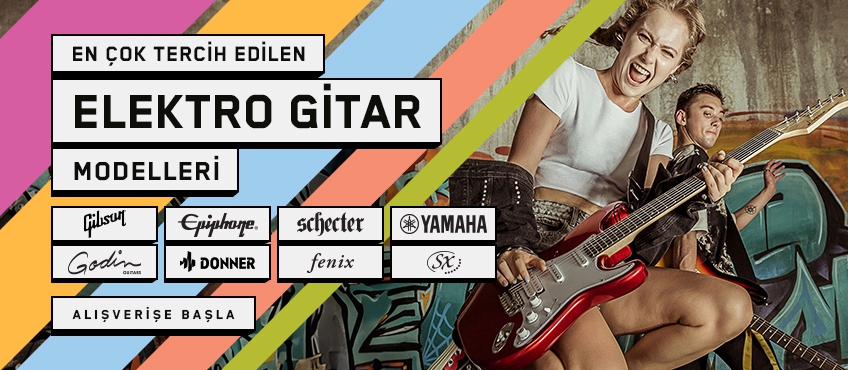 EN ÇOK TERCİH EDİLEN
ELEKTRO GİTAR
MODELLERİ
Gibson Epiphone® Schecter YAMAHA
Godin GUITARS DONNER fenix SX
ALIŞVERİŞE BAŞLA